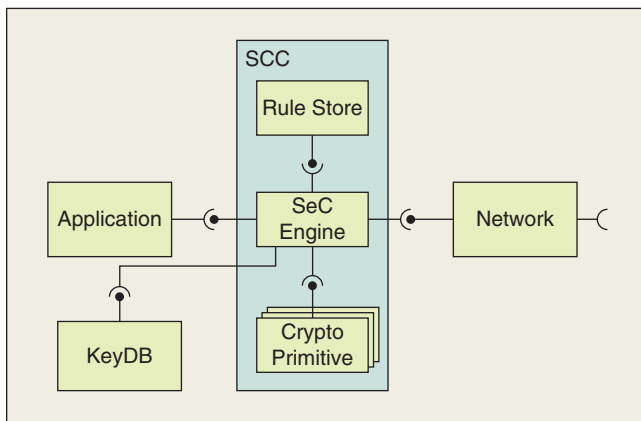 SCC
Rule Store
Application
SeC
Engine
Network
KeyDB
Crypto
Primitive